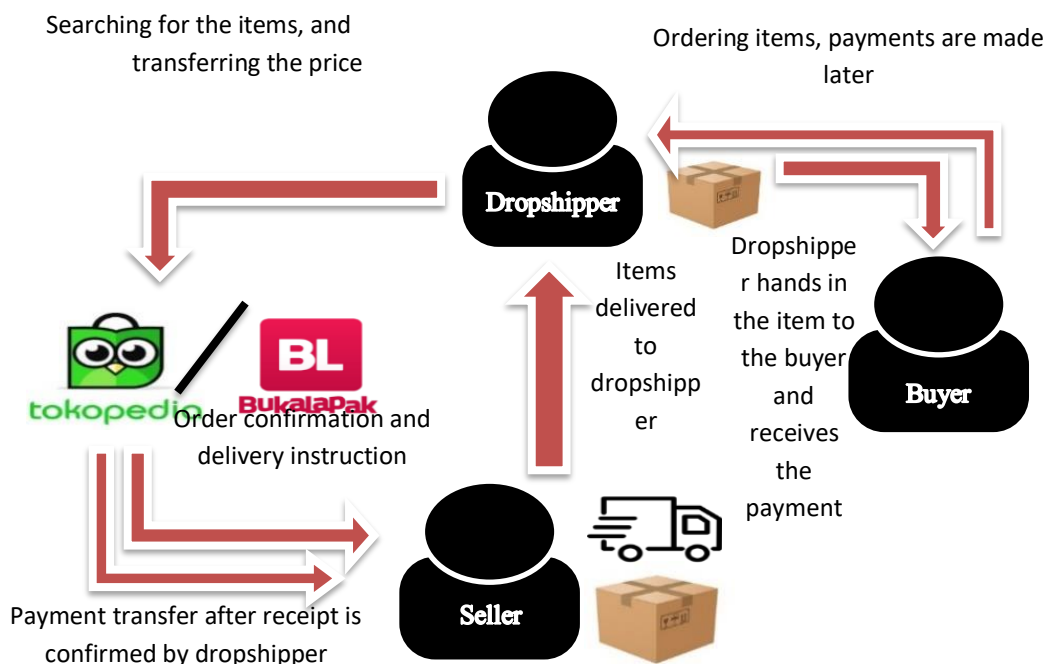 Searching for the items, and
transferring the price
Ordering items, payments are made
later
Dropshipper
Items
delivered
to
dropshipp
er
Dropshippe
r hands in
the item to
the buyer
and
receives
the
payment
Buyer
tokopedia
BL
BukalaPak
Order confirmation and
delivery instruction
Seller
Payment transfer after receipt is
confirmed by dropshipper